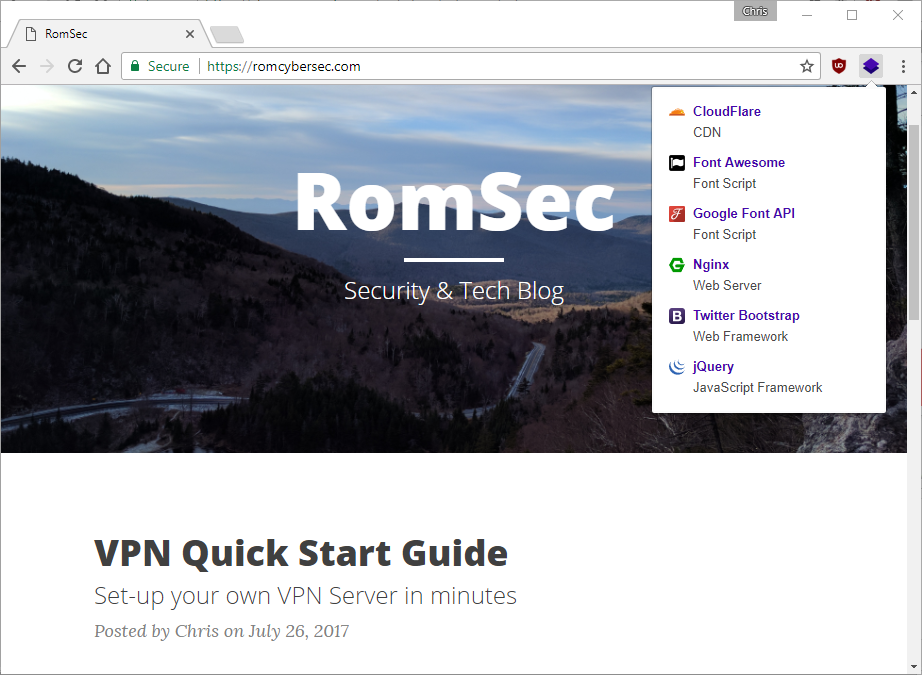 Chris
RomSec
Secure https://romcybersec.com
CloudFlare
CDN
Font Awesome
Font Script
Google Font API
Font Script
Nginx
Web Server
Twitter Bootstrap
Web Framework
jQuery
JavaScript Framework
RomSec
Security & Tech Blog
VPN Quick Start Guide
Set-up your own VPN Server in minutes
Posted by Chris on July 26, 2017